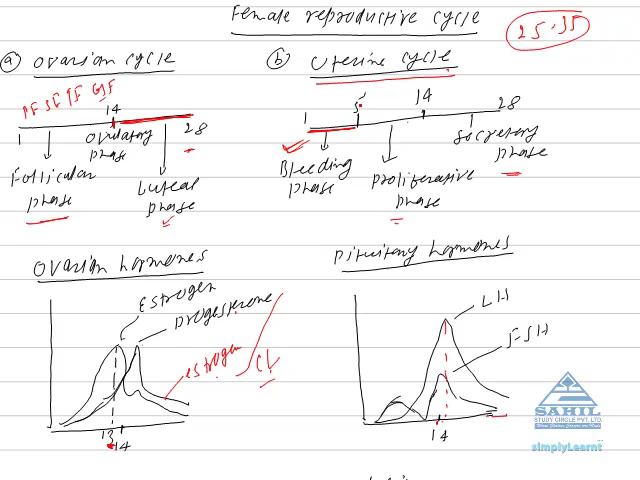 Female reproductive cycle
25-35
(a) Ovarian cycle
(b) Uterine cycle
PF SF TF GF
14
1
28
Ovulatory phase
Follicular phase
Luteal phase
1
5
14
28
Bleeding phase
Proliferative phase
Secretory phase
Ovarian hormones
Pituitary hormones
Estrogen
Progesterone
estrogen
CL
13
14
LH
FSH
14
SAHIL
STUDY CIRCLE PVT. LTD.
simplyLearnt